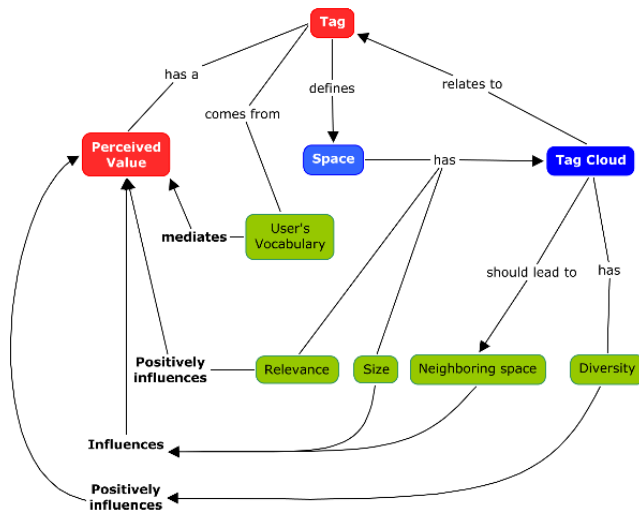 Tag
has a
relates to
defines
comes from
Perceived
Value
Space
has
Tag Cloud
User's
Vocabulary
mediates
should lead to
has
Positively
influences
Relevance
Size
Neighboring space
Diversity
Influences
Positively
influences